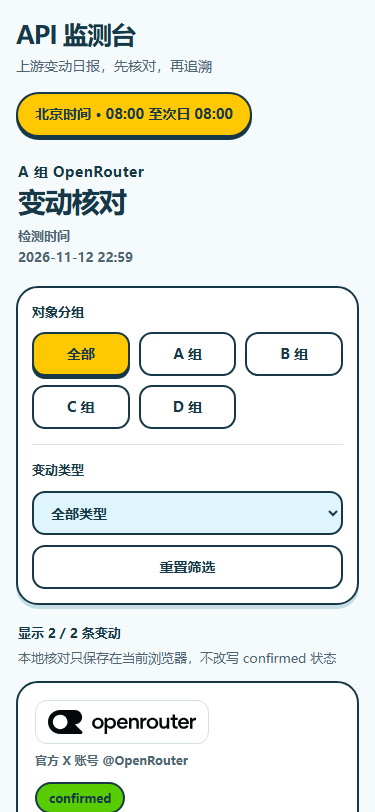 API 监测台
上游变动日报，先核对，再追溯
北京时间 • 08:00 至次日 08:00
A 组 OpenRouter
变动核对
检测时间
2026-11-12 22:59
对象分组
全部
A 组
B 组
C 组
D 组
变动类型
全部类型
重置筛选
显示 2 / 2 条变动
本地核对只保存在当前浏览器，不改写 confirmed 状态
openrouter
官方 X 账号 @OpenRouter
confirmed